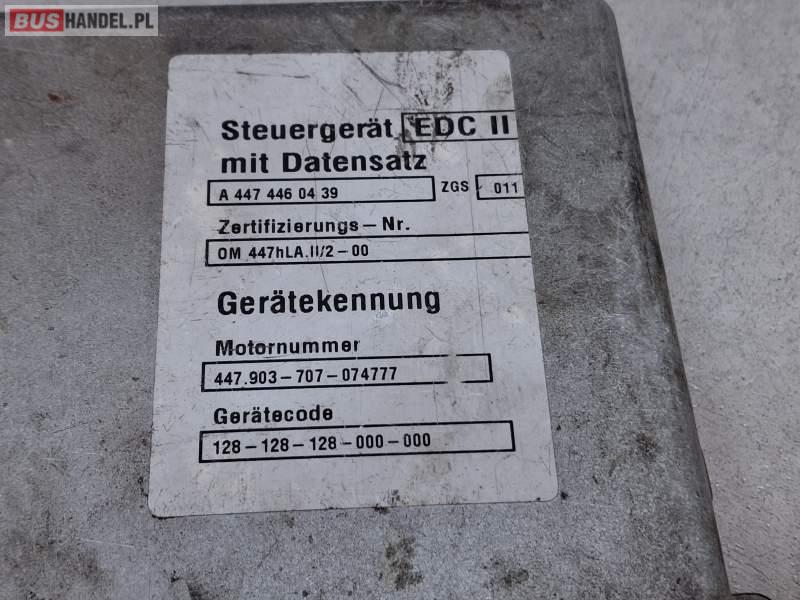 BUSHANDEL.PL
Steuergerät EDC II
mit Datensatz
A 447 446 04 39 ZGS 011
Zertifizierungs-Nr.
OM 447hLA.II/2-00
Gerätekennung
Motornummer
447.903-707-074777
Gerätecode
128-128-128-000-000